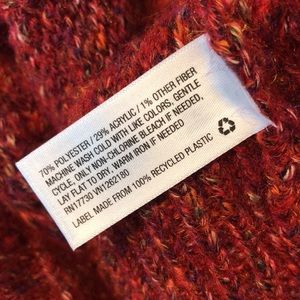 70% POLYESTER / 29% ACRYLIC / 1% OTHER FIBER
MACHINE WASH COLD WITH LIKE COLORS, GENTLE
CYCLE, ONLY NON-CHLORINE BLEACH IF NEEDED,
LAY FLAT TO DRY, WARM IRON IF NEEDED
RN17730 VN1262180
LABEL MADE FROM 100% RECYCLED PLASTIC